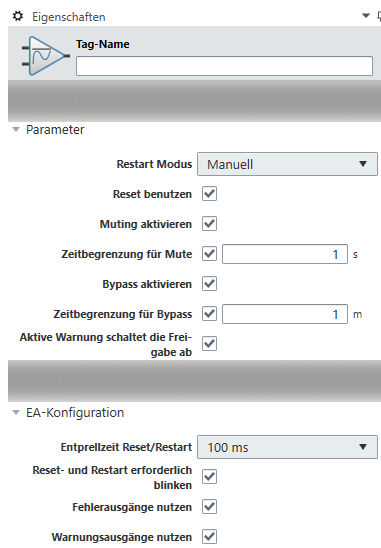 Eigenschaften
Tag-Name
Parameter
Restart Modus Manuell
Reset benutzen
Muting aktivieren
Zeitbegrenzung für Mute 1 s
Bypass aktivieren
Zeitbegrenzung für Bypass 1 m
Aktive Warnung schaltet die Frei-
gabe ab
EA-Konfiguration
Entprellzeit Reset/Restart 100 ms
Reset- und Restart erforderlich
blinken
Fehlerausgänge nutzen
Warnungsausgänge nutzen